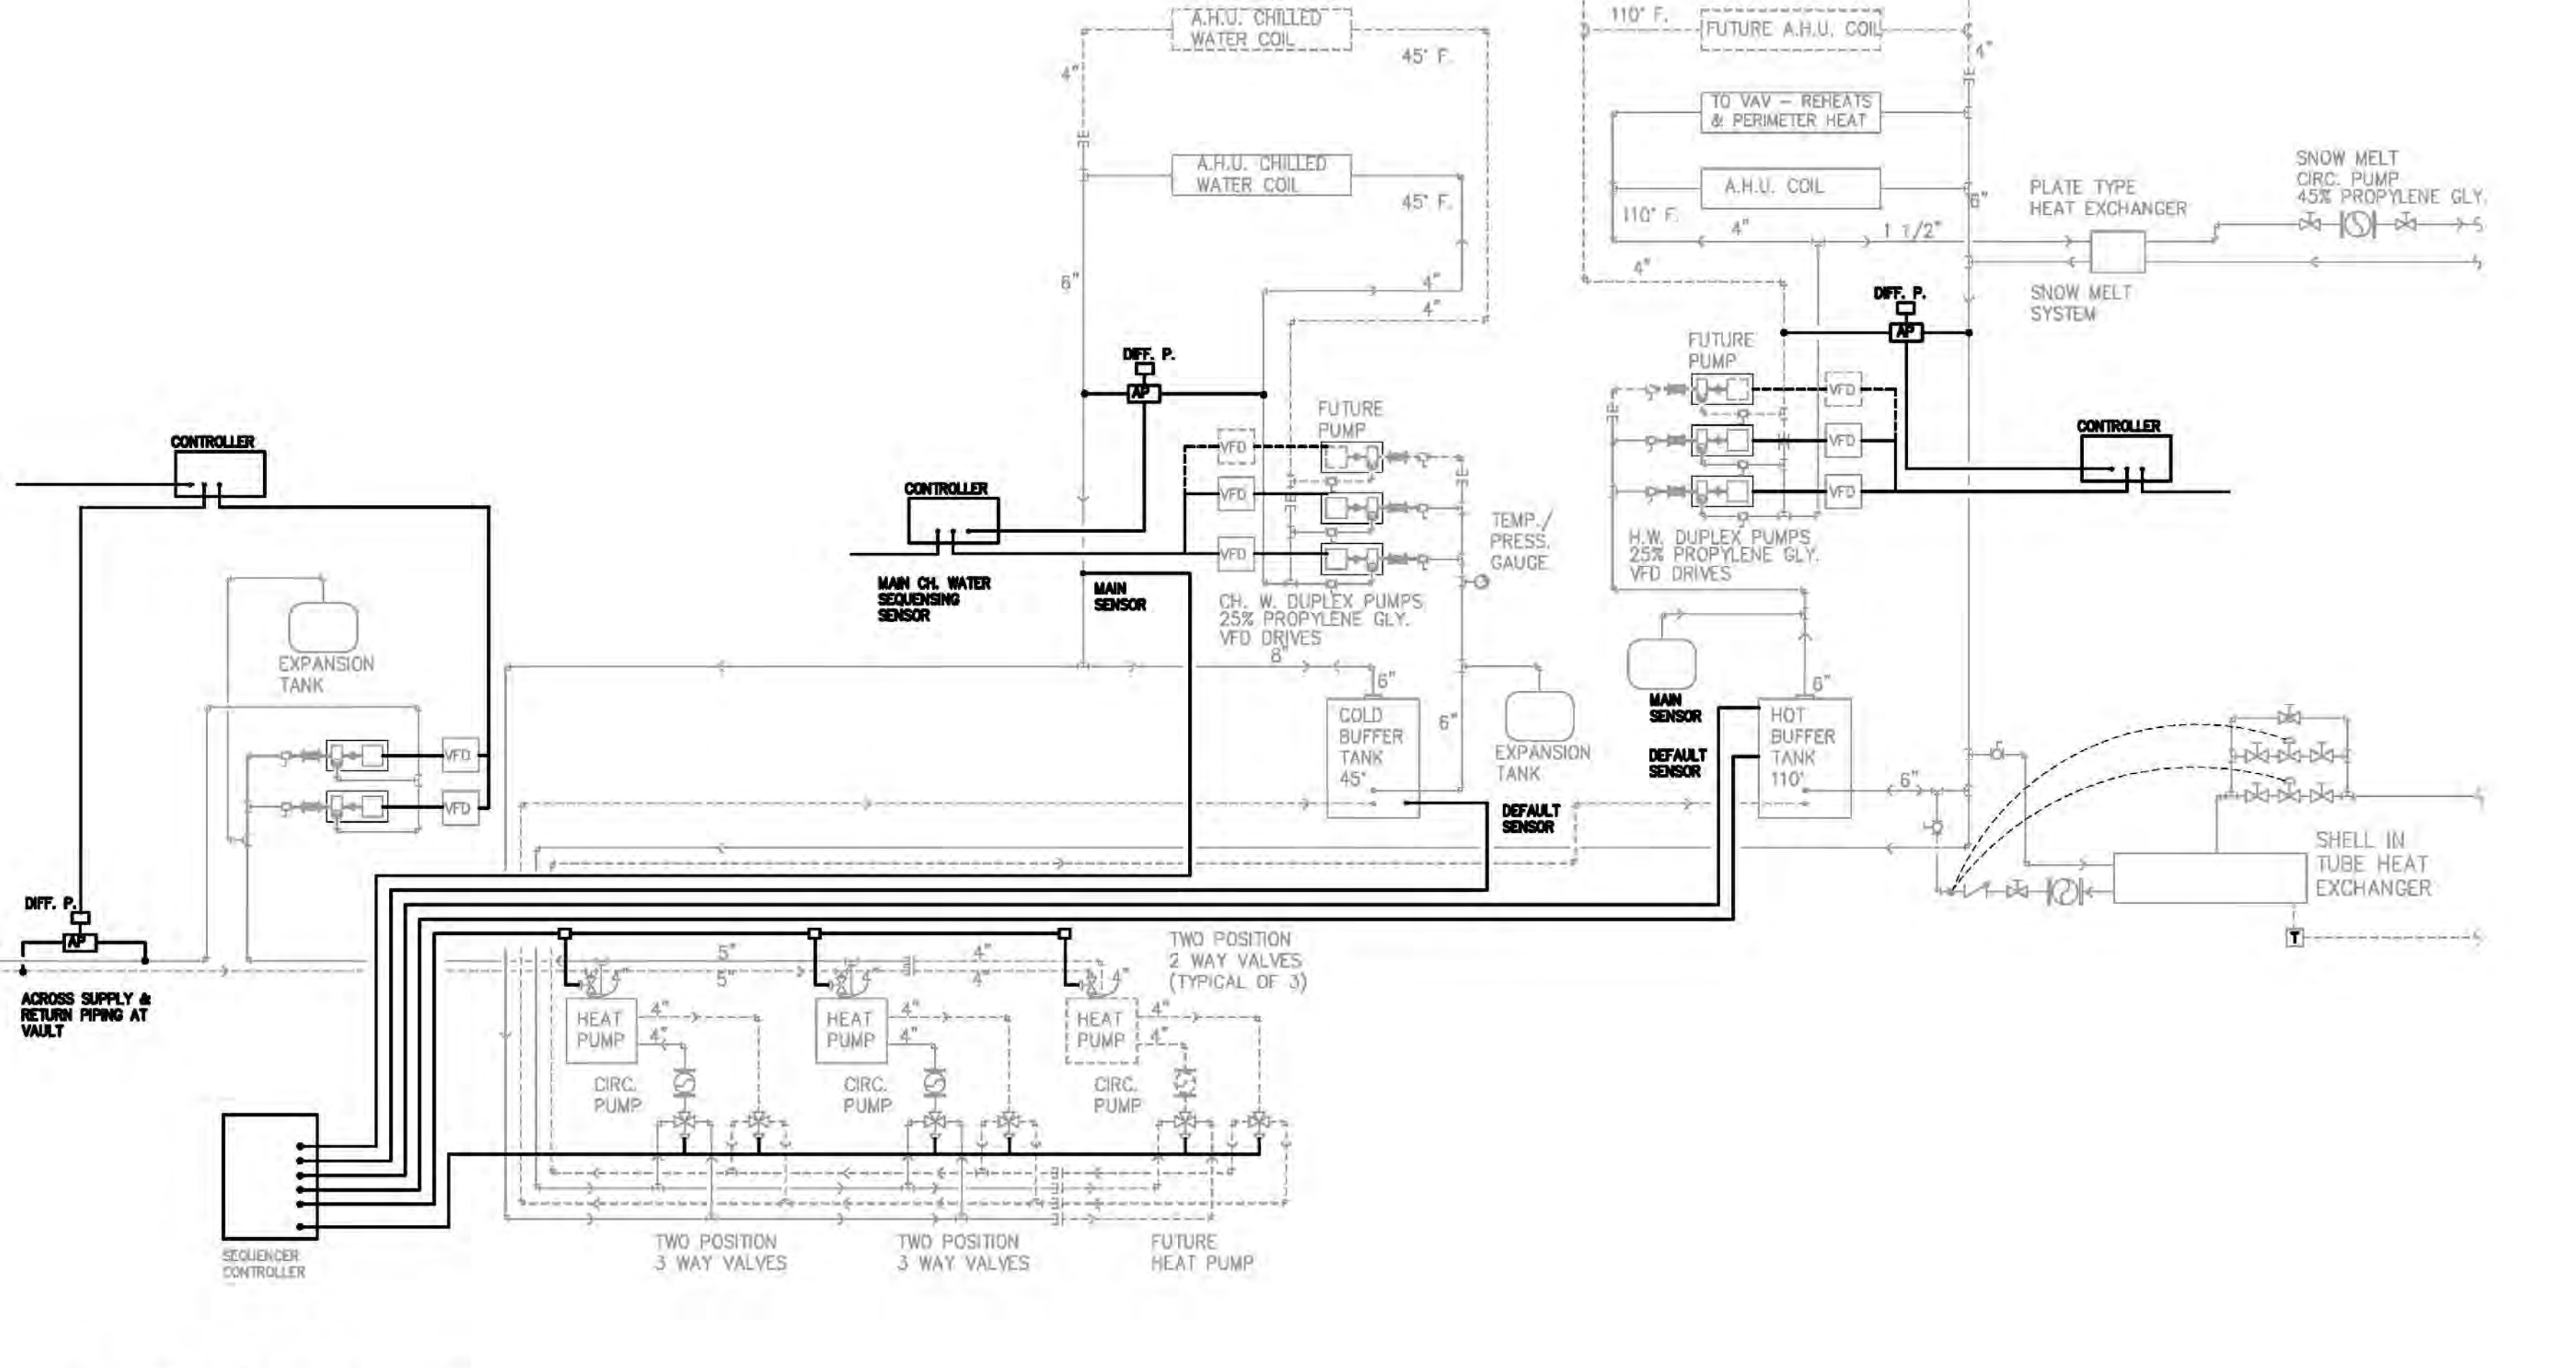 A.H.U. CHILLED
WATER COIL
45° F.
4"
A.H.U. CHILLED
WATER COIL
45° F.
6"
4"
4"
110° F.
FUTURE A.H.U. COIL
4"
TO VAV - REHEATS
& PERIMETER HEAT
A.H.U. COIL
6"
110° F.
4"
1 1/2"
4"
PLATE TYPE
HEAT EXCHANGER
SNOW MELT
CIRC. PUMP
45% PROPYLENE GLY.
SNOW MELT
SYSTEM
DIFF. P.
AP
FUTURE
PUMP
VFD
VFD
VFD
CONTROLLER
H.W. DUPLEX PUMPS
25% PROPYLENE GLY.
VFD DRIVES
DIFF. P.
AP
FUTURE
PUMP
VFD
VFD
VFD
CONTROLLER
MAIN CH. WATER
SEQUENSING
SENSOR
MAIN
SENSOR
TEMP./
PRESS.
GAUGE
CH. W. DUPLEX PUMPS
25% PROPYLENE GLY.
VFD DRIVES
8"
CONTROLLER
EXPANSION
TANK
VFD
VFD
DIFF. P.
AP
ACROSS SUPPLY &
RETURN PIPING AT
VAULT
6"
COLD
BUFFER
TANK
45°
6"
EXPANSION
TANK
DEFAULT
SENSOR
MAIN
SENSOR
DEFAULT
SENSOR
6"
HOT
BUFFER
TANK
110°
6"
SHELL IN
TUBE HEAT
EXCHANGER
T
5"
5"
4"
4"
TWO POSITION
2 WAY VALVES
(TYPICAL OF 3)
4"
HEAT
PUMP
4"
4"
CIRC.
PUMP
4"
HEAT
PUMP
4"
4"
CIRC.
PUMP
4"
HEAT
PUMP
4"
4"
CIRC.
PUMP
TWO POSITION
3 WAY VALVES
TWO POSITION
3 WAY VALVES
FUTURE
HEAT PUMP
SEQUENCER
CONTROLLER